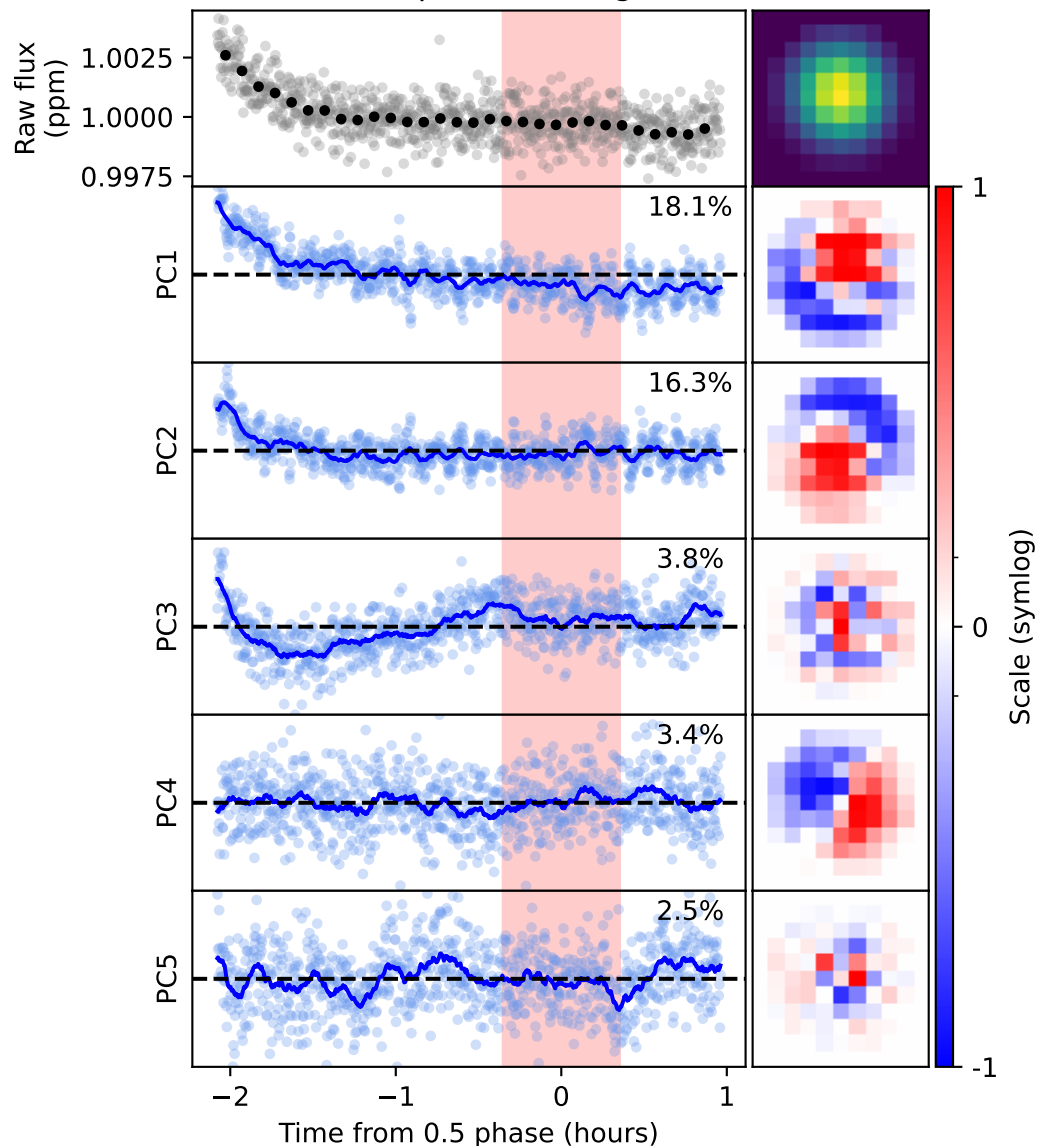 Raw flux
(ppm)
1.0025
1.0000
0.9975
PC1
18.1%
PC2
16.3%
PC3
3.8%
PC4
3.4%
PC5
2.5%
−2
−1
0
1
Time from 0.5 phase (hours)
1
0
-1
Scale (symlog)